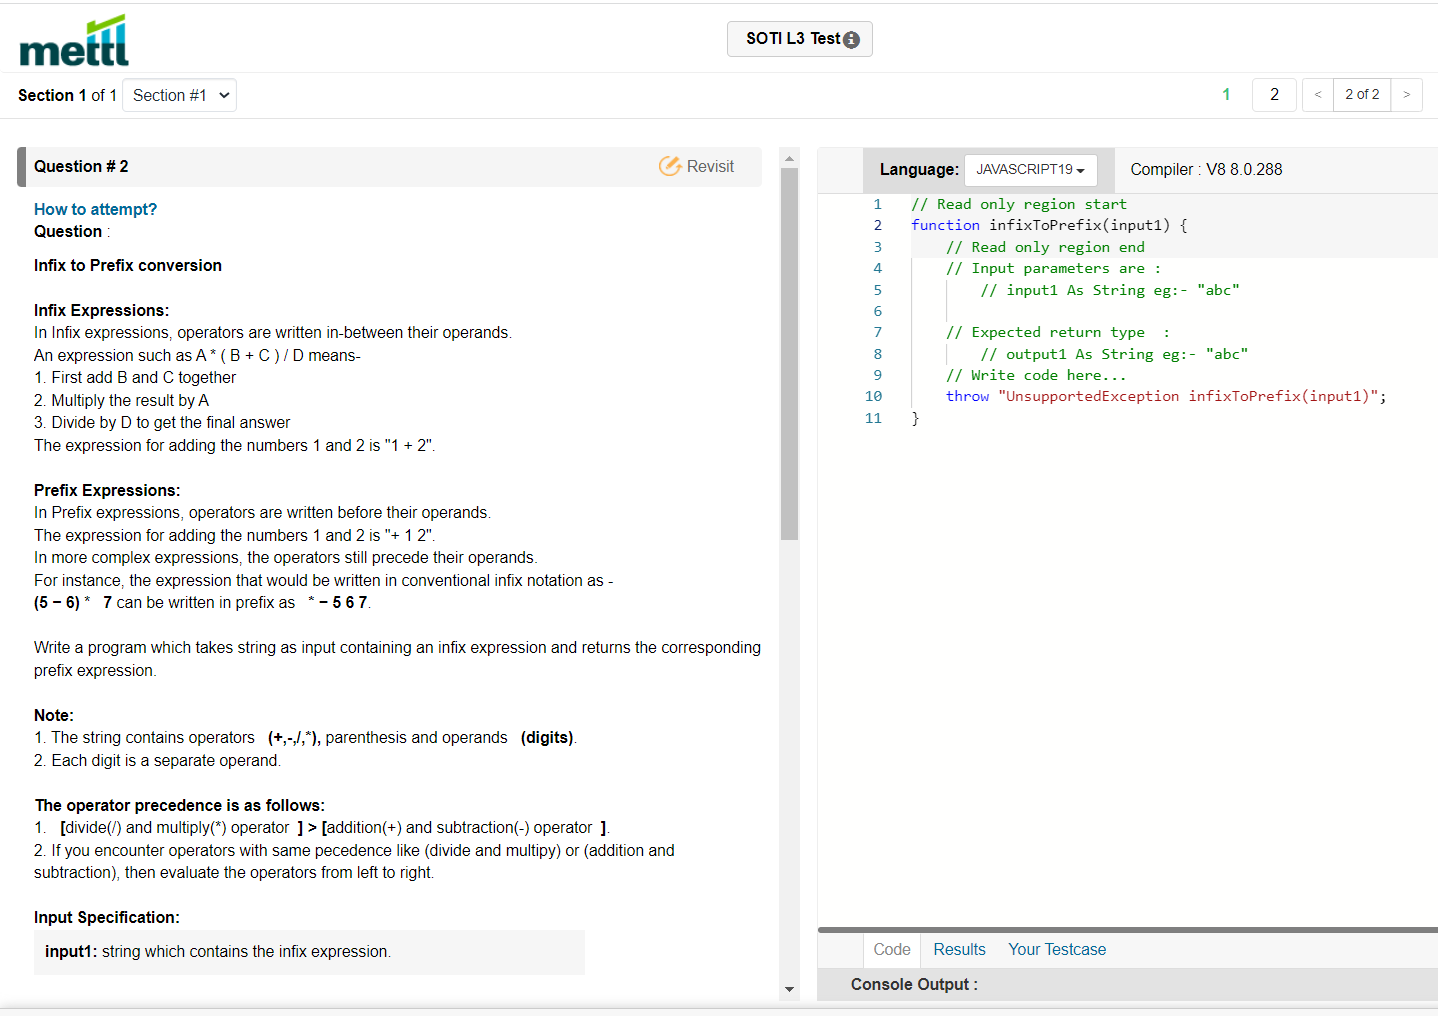 mettl
SOTI L3 Test
Section 1 of 1 Section #1
1 2 < 2 of 2 >
Question # 2
Revisit
How to attempt?
Question :
Infix to Prefix conversion
Infix Expressions:
In Infix expressions, operators are written in-between their operands.
An expression such as A * ( B + C ) / D means-
1. First add B and C together
2. Multiply the result by A
3. Divide by D to get the final answer
The expression for adding the numbers 1 and 2 is "1 + 2".
Prefix Expressions:
In Prefix expressions, operators are written before their operands.
The expression for adding the numbers 1 and 2 is "+ 1 2".
In more complex expressions, the operators still precede their operands.
For instance, the expression that would be written in conventional infix notation as -
(5 − 6) * 7 can be written in prefix as * − 5 6 7.
Write a program which takes string as input containing an infix expression and returns the corresponding
prefix expression.
Note:
1. The string contains operators (+,-,/,*), parenthesis and operands (digits).
2. Each digit is a separate operand.
The operator precedence is as follows:
1. [divide(/) and multiply(*) operator ] > [addition(+) and subtraction(-) operator ].
2. If you encounter operators with same pecedence like (divide and multipy) or (addition and
subtraction), then evaluate the operators from left to right.
Input Specification:
input1: string which contains the infix expression.
Language: JAVASCRIPT19 Compiler : V8 8.0.288
1 // Read only region start
2 function infixToPrefix(input1) {
3 // Read only region end
4 // Input parameters are :
5 // input1 As String eg:- "abc"
6
7 // Expected return type :
8 // output1 As String eg:- "abc"
9 // Write code here...
10 throw "UnsupportedException infixToPrefix(input1)";
11 }
Code Results Your Testcase
Console Output :